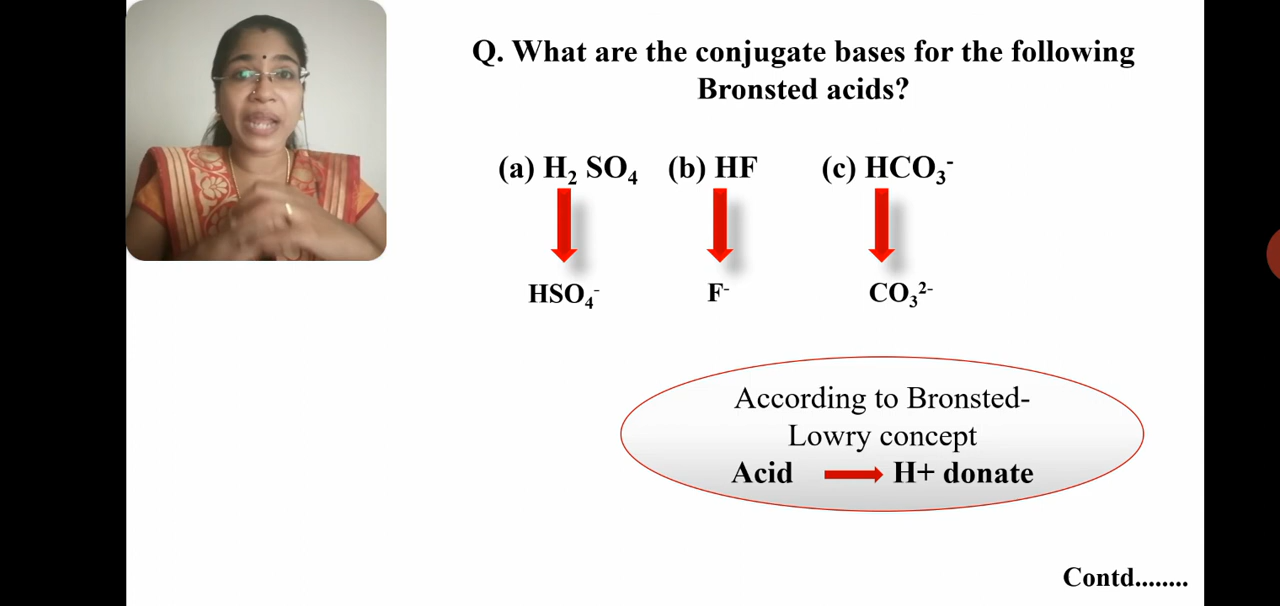 Q. What are the conjugate bases for the following
Bronsted acids?
(a) H₂ SO₄ (b) HF (c) HCO₃⁻
HSO₄⁻ F⁻ CO₃²⁻
According to Bronsted-
Lowry concept
Acid → H+ donate
Contd........